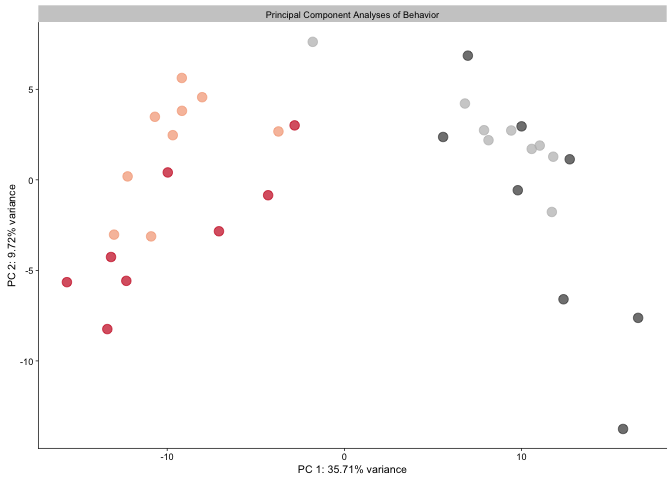 Principal Component Analyses of Behavior
5
0
-5
-10
PC 2: 9.72% variance
-10
0
10
PC 1: 35.71% variance